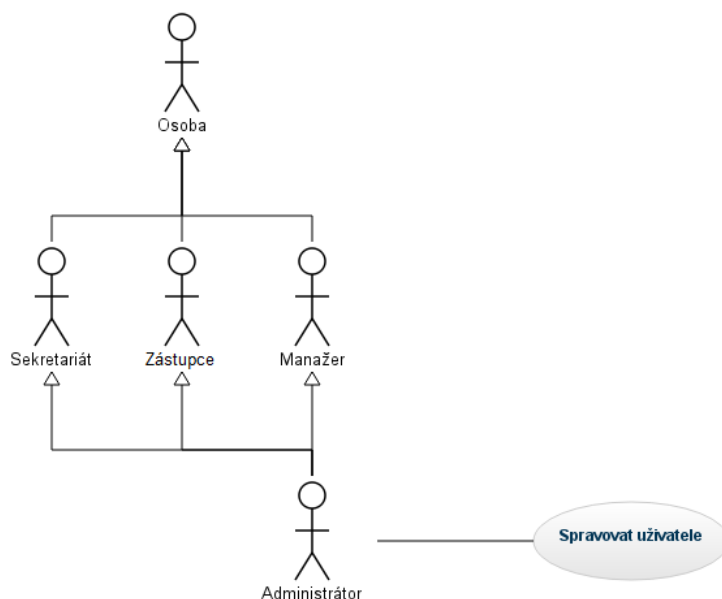 Osoba
Sekretariát
Zástupce
Manažer
Spravovat uživatele
Administrátor